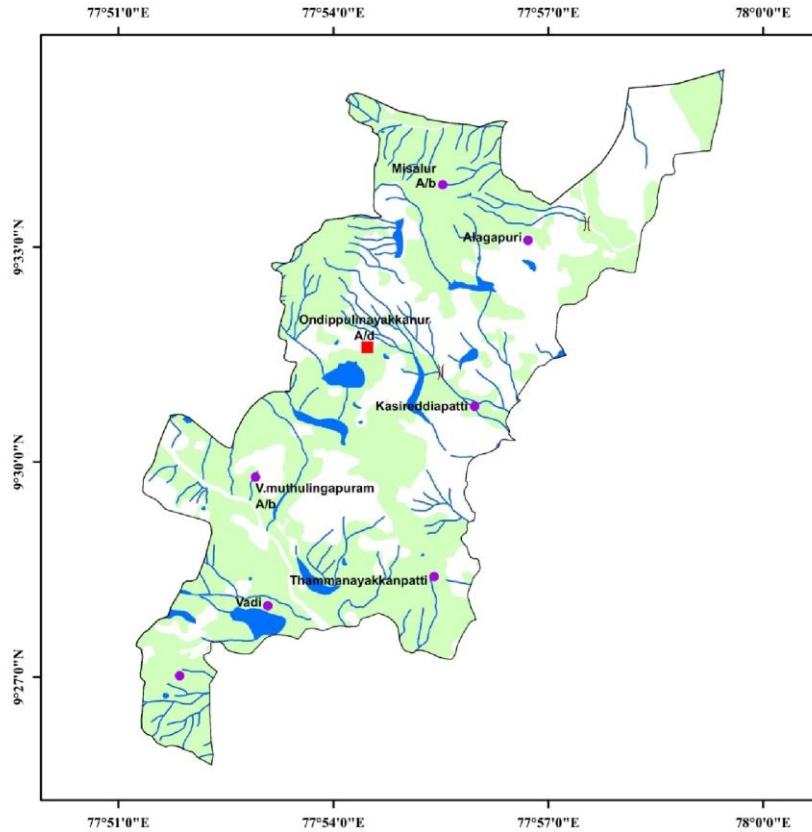 77°51'0"E 77°54'0"E 77°57'0"E 78°0'0"E
Misalur
A/b
Alagapuri
9°33'0"N
Ondippulinayakkanur
A/d
Kasireddiapatti
9°30'0"N
V.muthulingapuram
A/b
Thammanayakkanpatti
Vadi
9°27'0"N
77°51'0"E 77°54'0"E 77°57'0"E 78°0'0"E